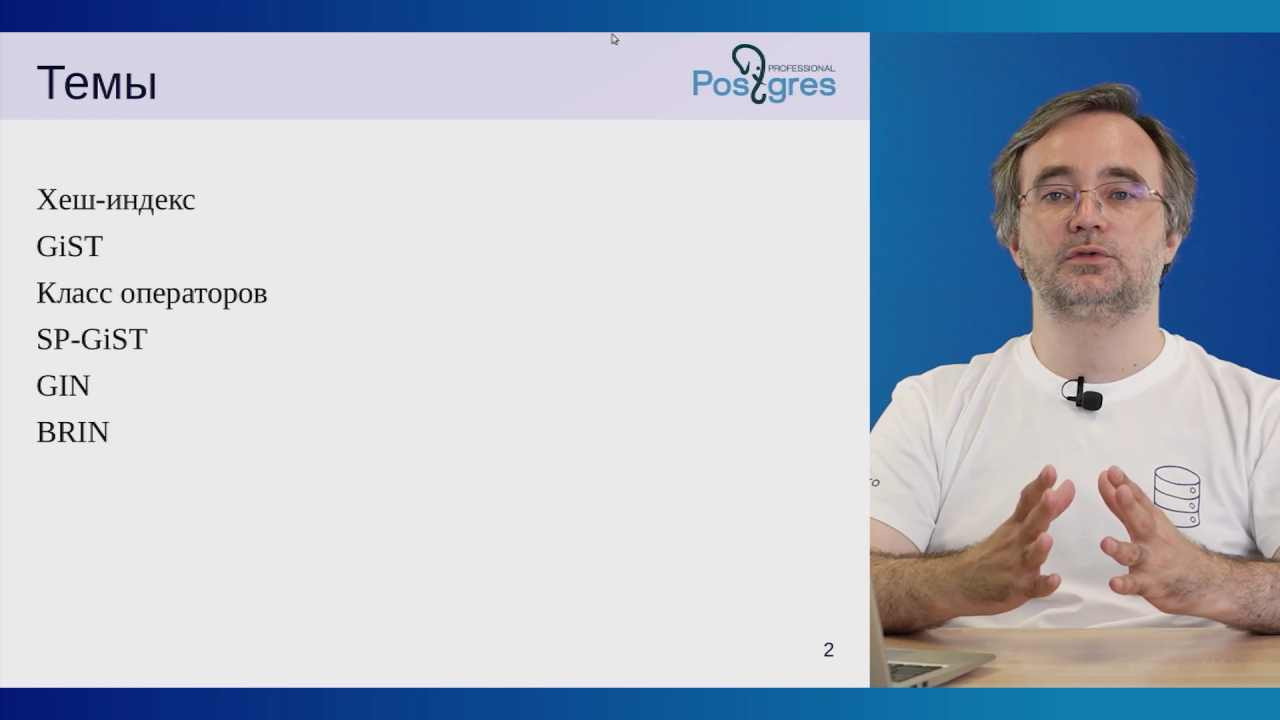 Темы
PROFESSIONAL
Postgres
Хеш-индекс
GiST
Класс операторов
SP-GiST
GIN
BRIN
2